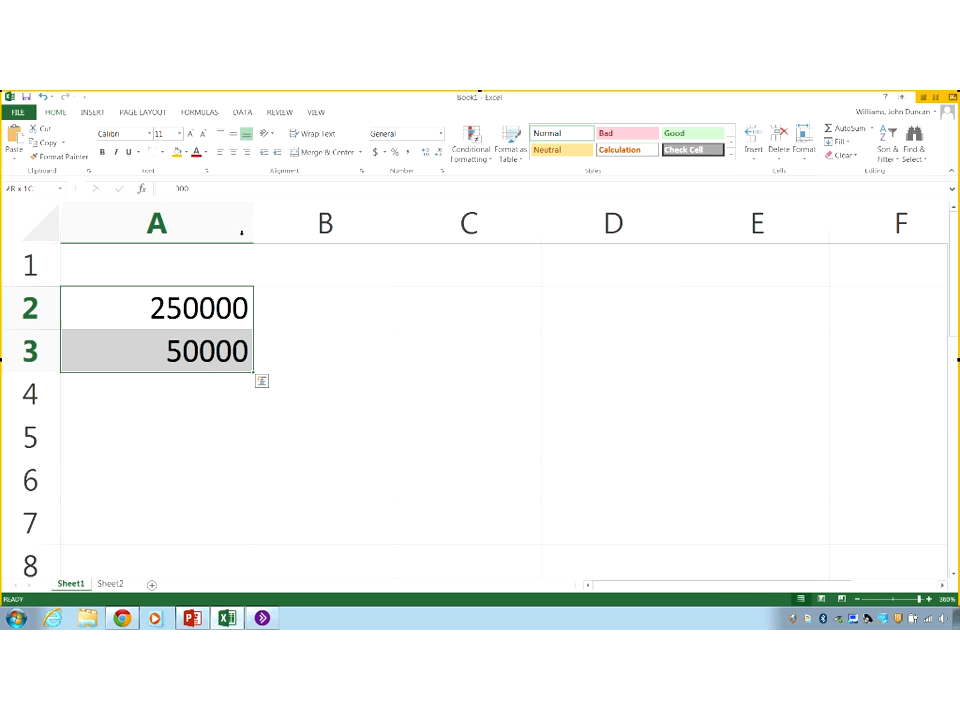 Book1 - Excel
?
FILE HOME INSERT PAGE LAYOUT FORMULAS DATA REVIEW VIEW
Williams, John Duncan
Cut
Copy
Format Painter
Paste
Calibri 11
B I U A
Wrap Text
Merge & Center
General
$ % ,
Conditional Formatting
Format as Table
Normal Bad Good
Neutral Calculation Check Cell
Insert Delete Format
AutoSum
Fill
Clear
Sort & Filter
Find & Select
Clipboard Font Alignment Number Styles Cells Editing
fx
A B C D E F
1
2 250000
3 50000
4
5
6
7
8
Sheet1 Sheet2
READY
360%